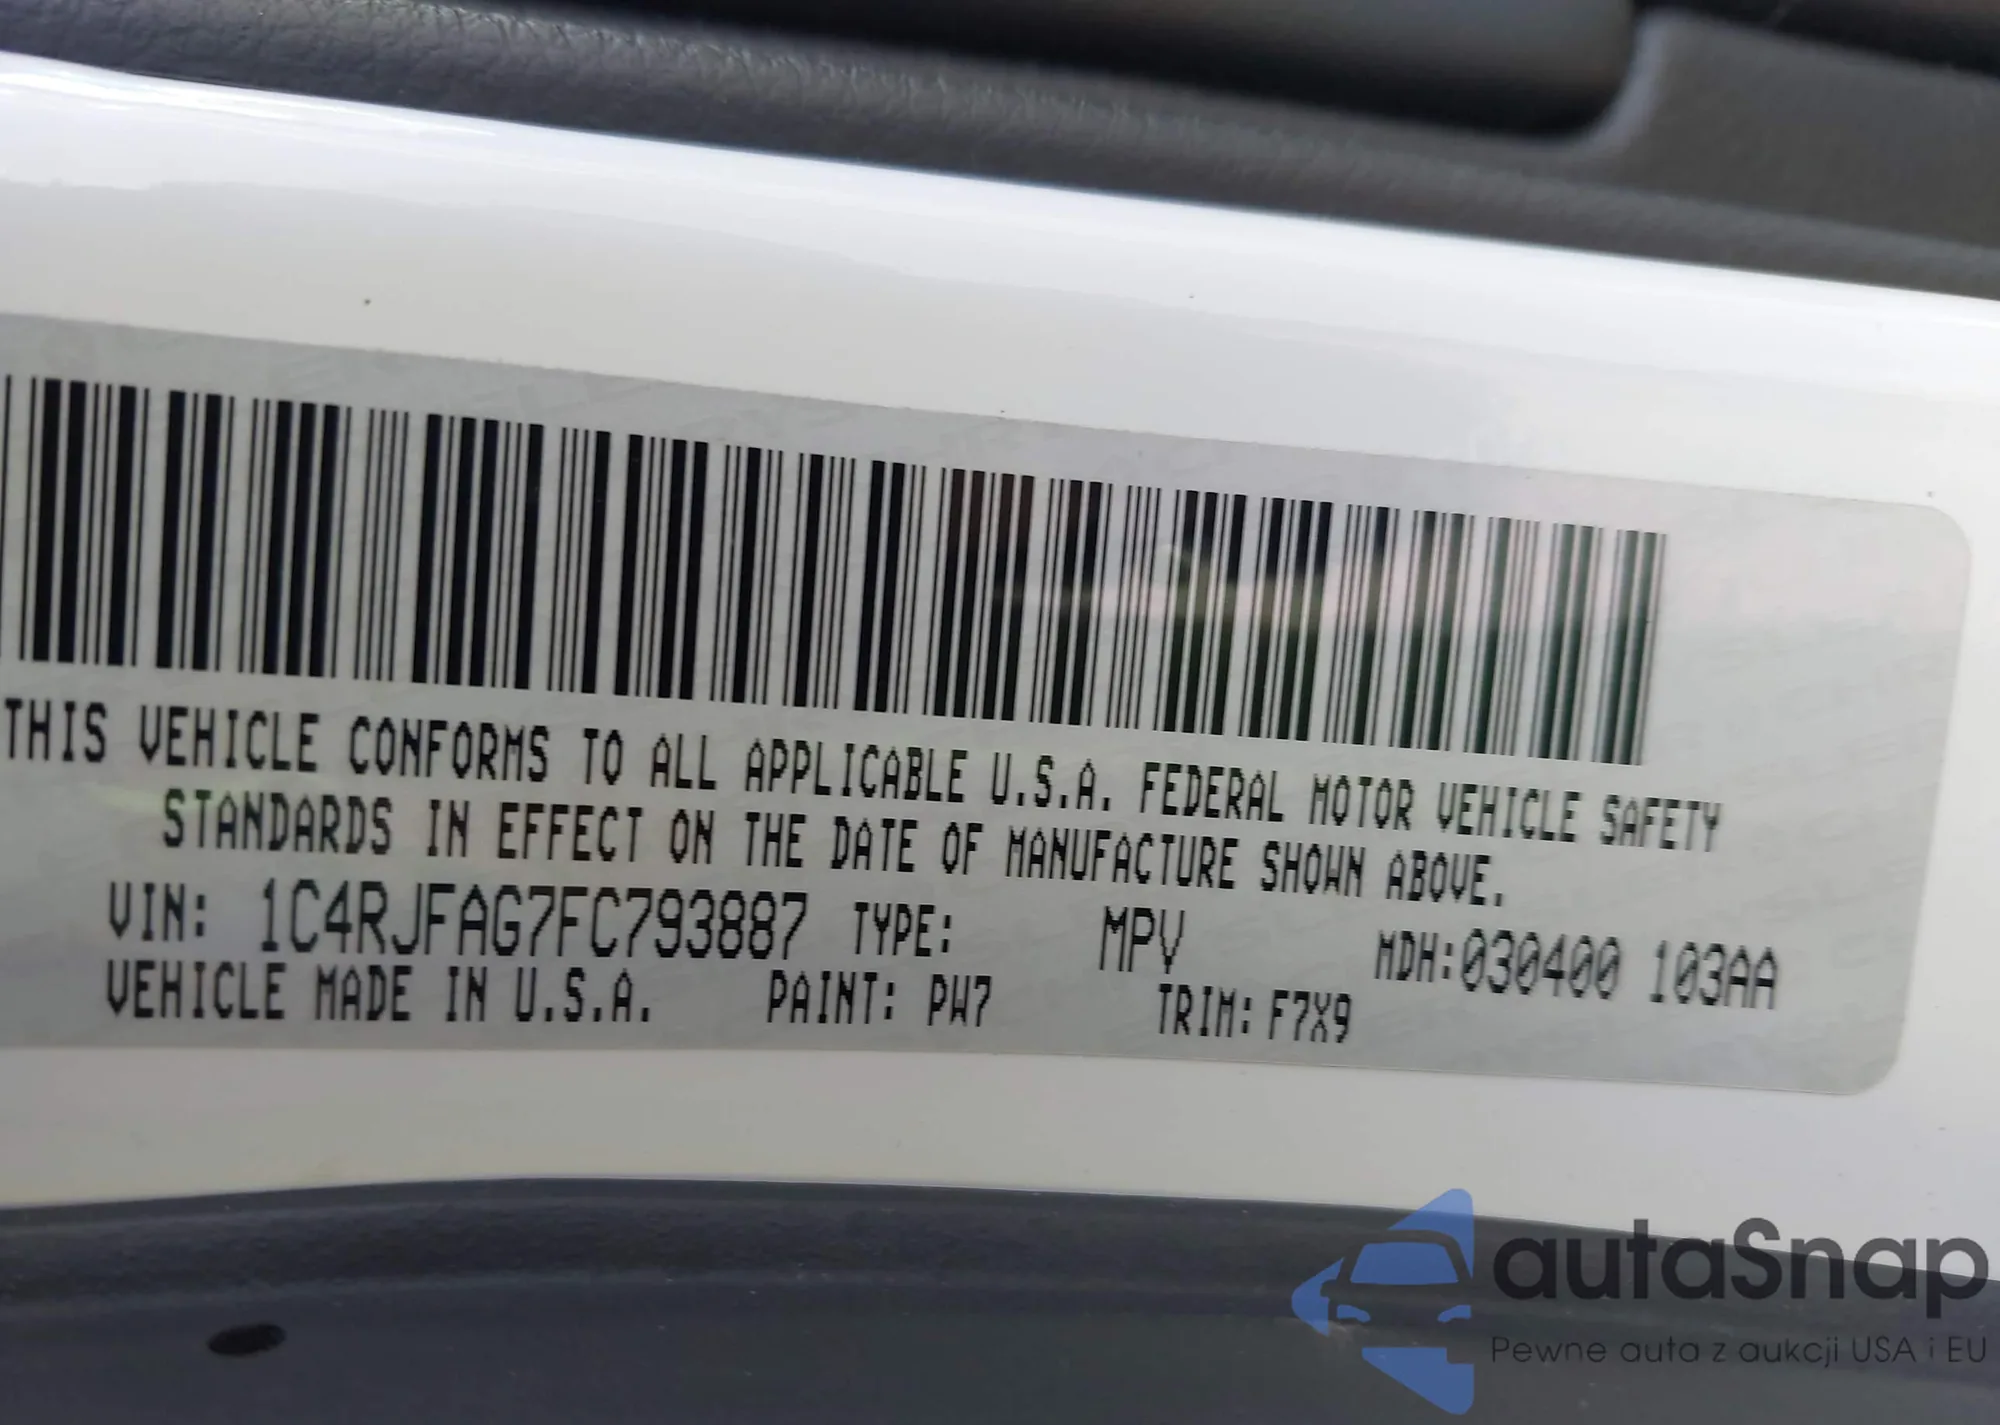 THIS VEHICLE CONFORMS TO ALL APPLICABLE U.S.A. FEDERAL MOTOR VEHICLE SAFETY
STANDARDS IN EFFECT ON THE DATE OF MANUFACTURE SHOWN ABOVE.
VIN: 1C4RJFAG7FC793887 TYPE: MPV MDH:030400 103AA
VEHICLE MADE IN U.S.A. PAINT: PW7 TRIM: F7X9
autaSnap
Pewne auta z aukcji USA i EU